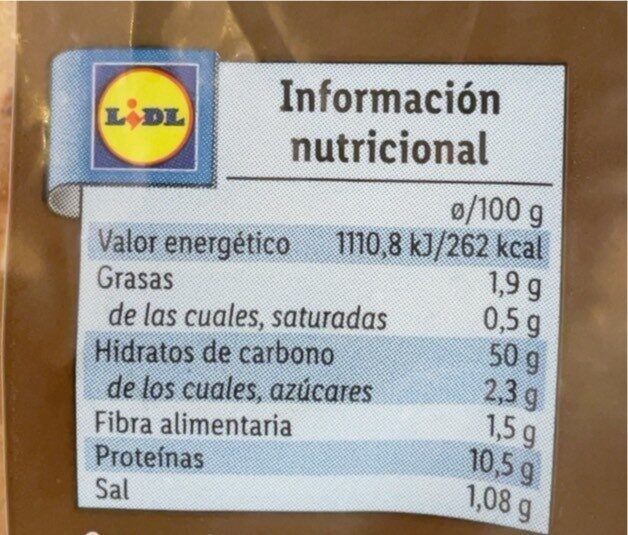 LIDL
Información
nutricional
ø/100 g
Valor energético 1110,8 kJ/262 kcal
Grasas 1,9 g
de las cuales, saturadas 0,5 g
Hidratos de carbono 50 g
de los cuales, azúcares 2,3 g
Fibra alimentaria 1,5 g
Proteínas 10,5 g
Sal 1,08 g